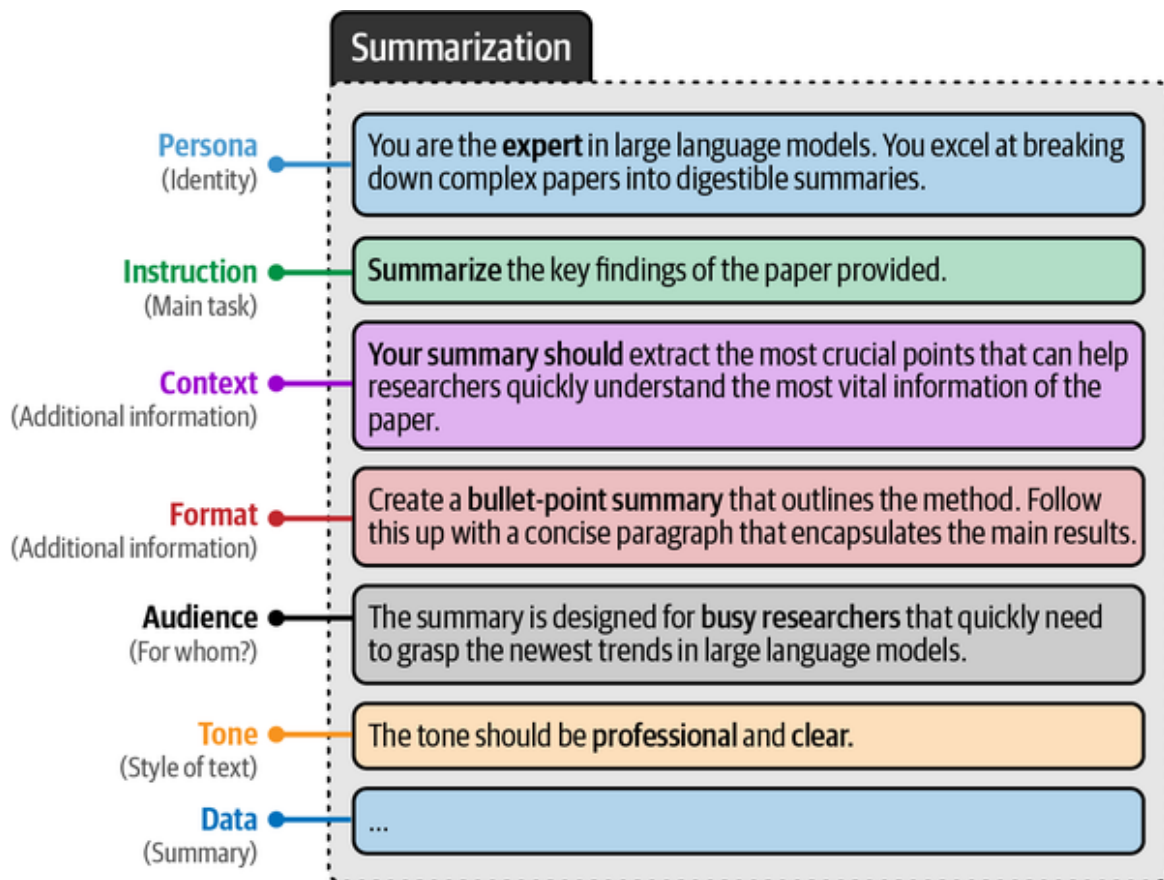 Summarization
Persona
(Identity)
You are the expert in large language models. You excel at breaking
down complex papers into digestible summaries.
Instruction
(Main task)
Summarize the key findings of the paper provided.
Context
(Additional information)
Your summary should extract the most crucial points that can help
researchers quickly understand the most vital information of the
paper.
Format
(Additional information)
Create a bullet-point summary that outlines the method. Follow
this up with a concise paragraph that encapsulates the main results.
Audience
(For whom?)
The summary is designed for busy researchers that quickly need
to grasp the newest trends in large language models.
Tone
(Style of text)
The tone should be professional and clear.
Data
(Summary)
...